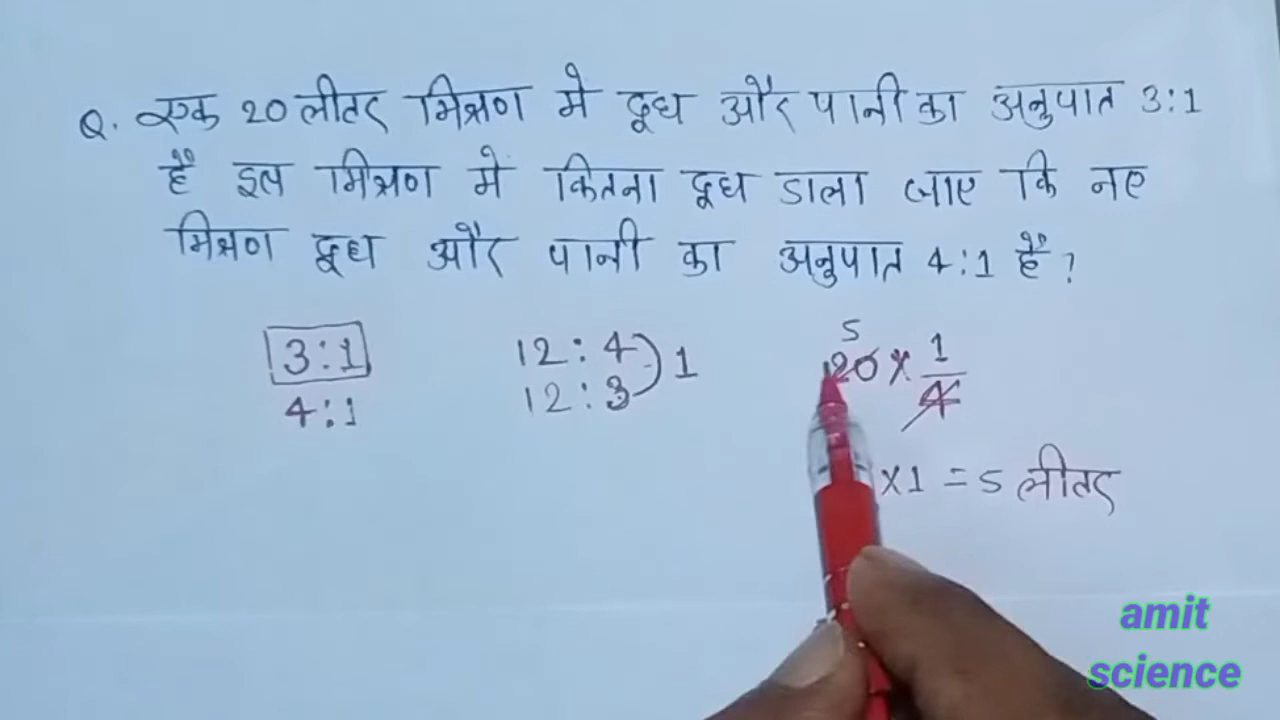 Q. एक 20 लीटर मिश्रण मे दूध और पानी का अनुपात 3:1
है इस मिश्रण मे कितना दूध डाला जाए कि नए
मिश्रण दूध और पानी का अनुपात 4:1 है?
3:1
4:1
12:4
12:3
1
5
20 x 1/4
x1 = 5 लीटर
amit
science